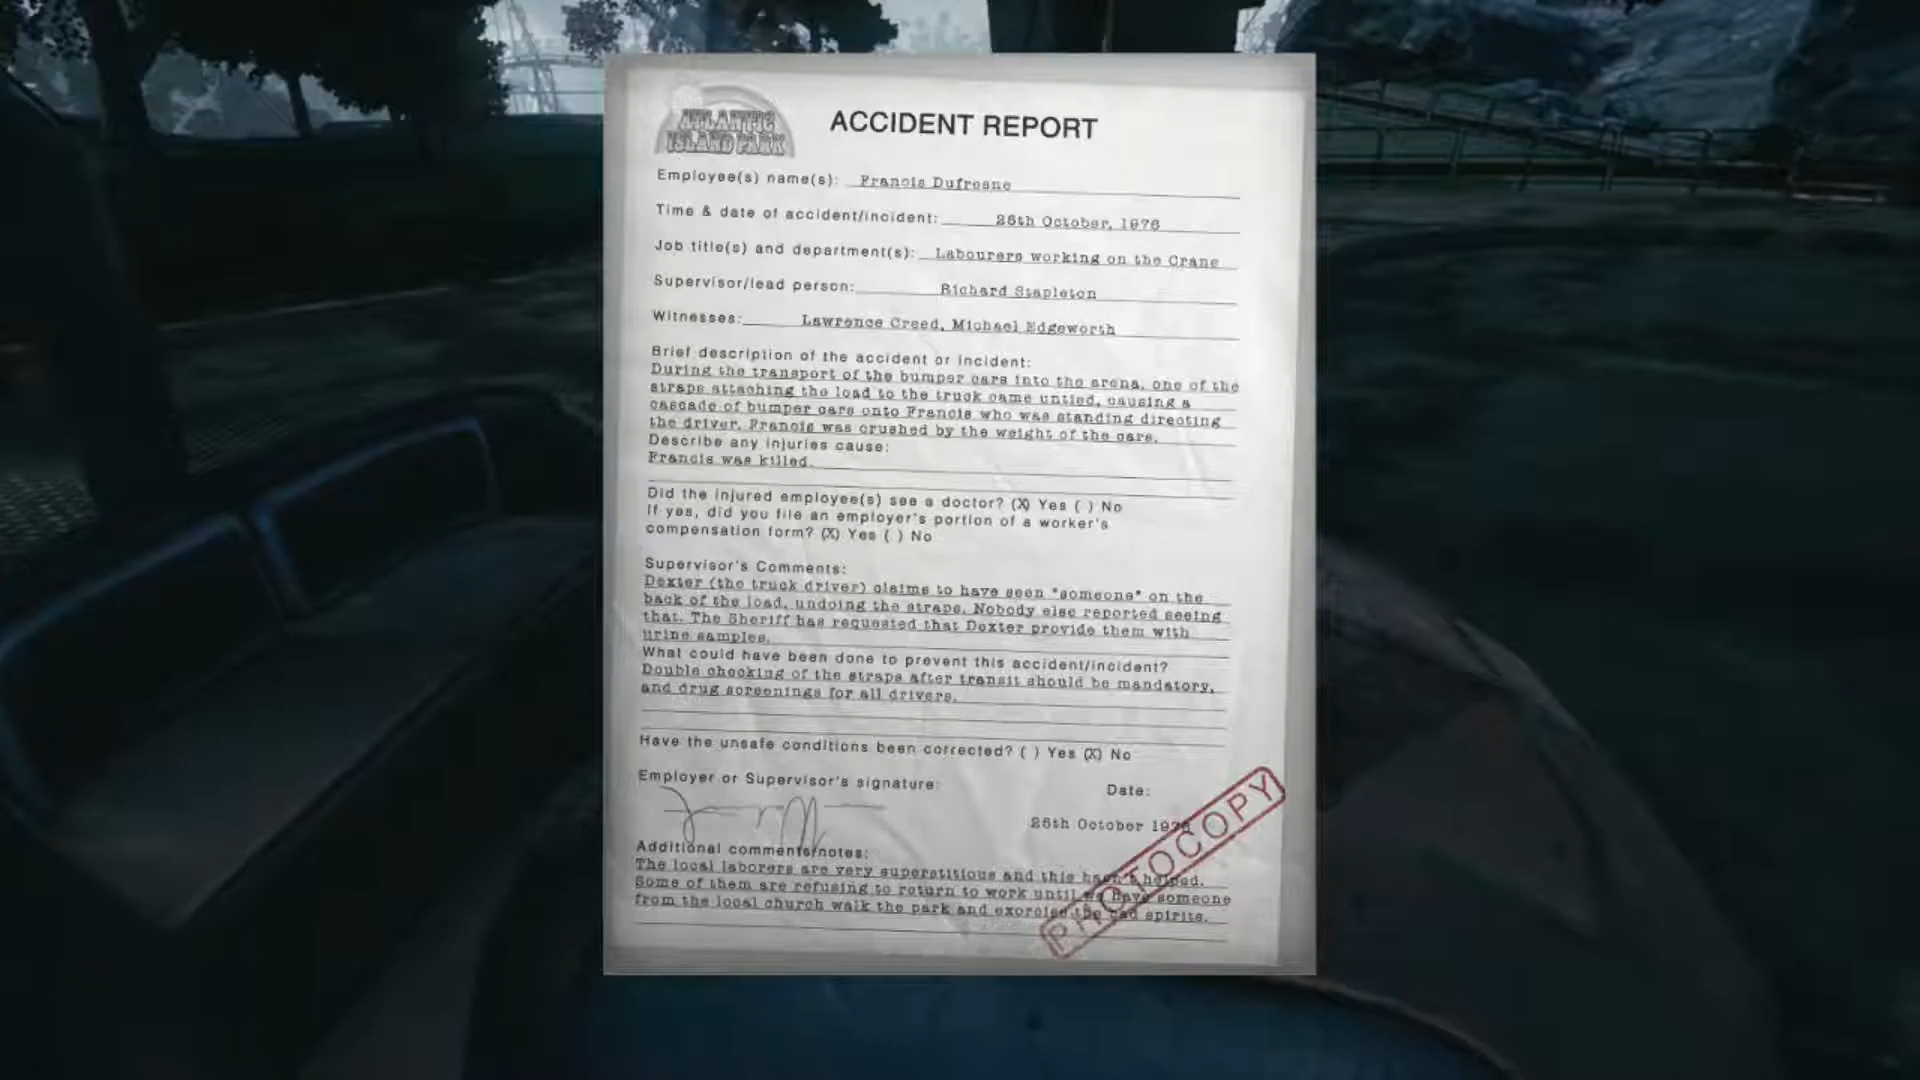 ATLANTIC
ISLAND PARK
ACCIDENT REPORT
Employee(s) name(s): Francis Dufresne
Time & date of accident/incident: 26th October, 1976
Job title(s) and department(s): Labourers working on the Crane
Supervisor/lead person: Richard Stapleton
Witnesses: Lawrence Creed, Michael Edgeworth
Brief description of the accident or incident:
During the transport of the bumper cars into the arena, one of the
straps attaching the load to the truck came untied, causing a
cascade of bumper cars onto Francis who was standing directing
the driver. Francis was crushed by the weight of the cars.
Describe any injuries cause:
Francis was killed.
Did the injured employee(s) see a doctor? (X) Yes ( ) No
If yes, did you file an employer's portion of a worker's
compensation form? (X) Yes ( ) No
Supervisor's Comments:
Dexter (the truck driver) claims to have seen "someone" on the
back of the load, undoing the straps. Nobody else reported seeing
that. The Sheriff has requested that Dexter provide them with
urine samples.
What could have been done to prevent this accident/incident?
Double checking of the straps after transit should be mandatory,
and drug screenings for all drivers.
Have the unsafe conditions been corrected? ( ) Yes (X) No
Employer or Supervisor's signature:
Date:
26th October 1976
Additional comments/notes:
The local laborers are very superstitious and this hasn't helped.
Some of them are refusing to return to work until we have someone
from the local church walk the park and exorcise the bad spirits.
PHOTOCOPY